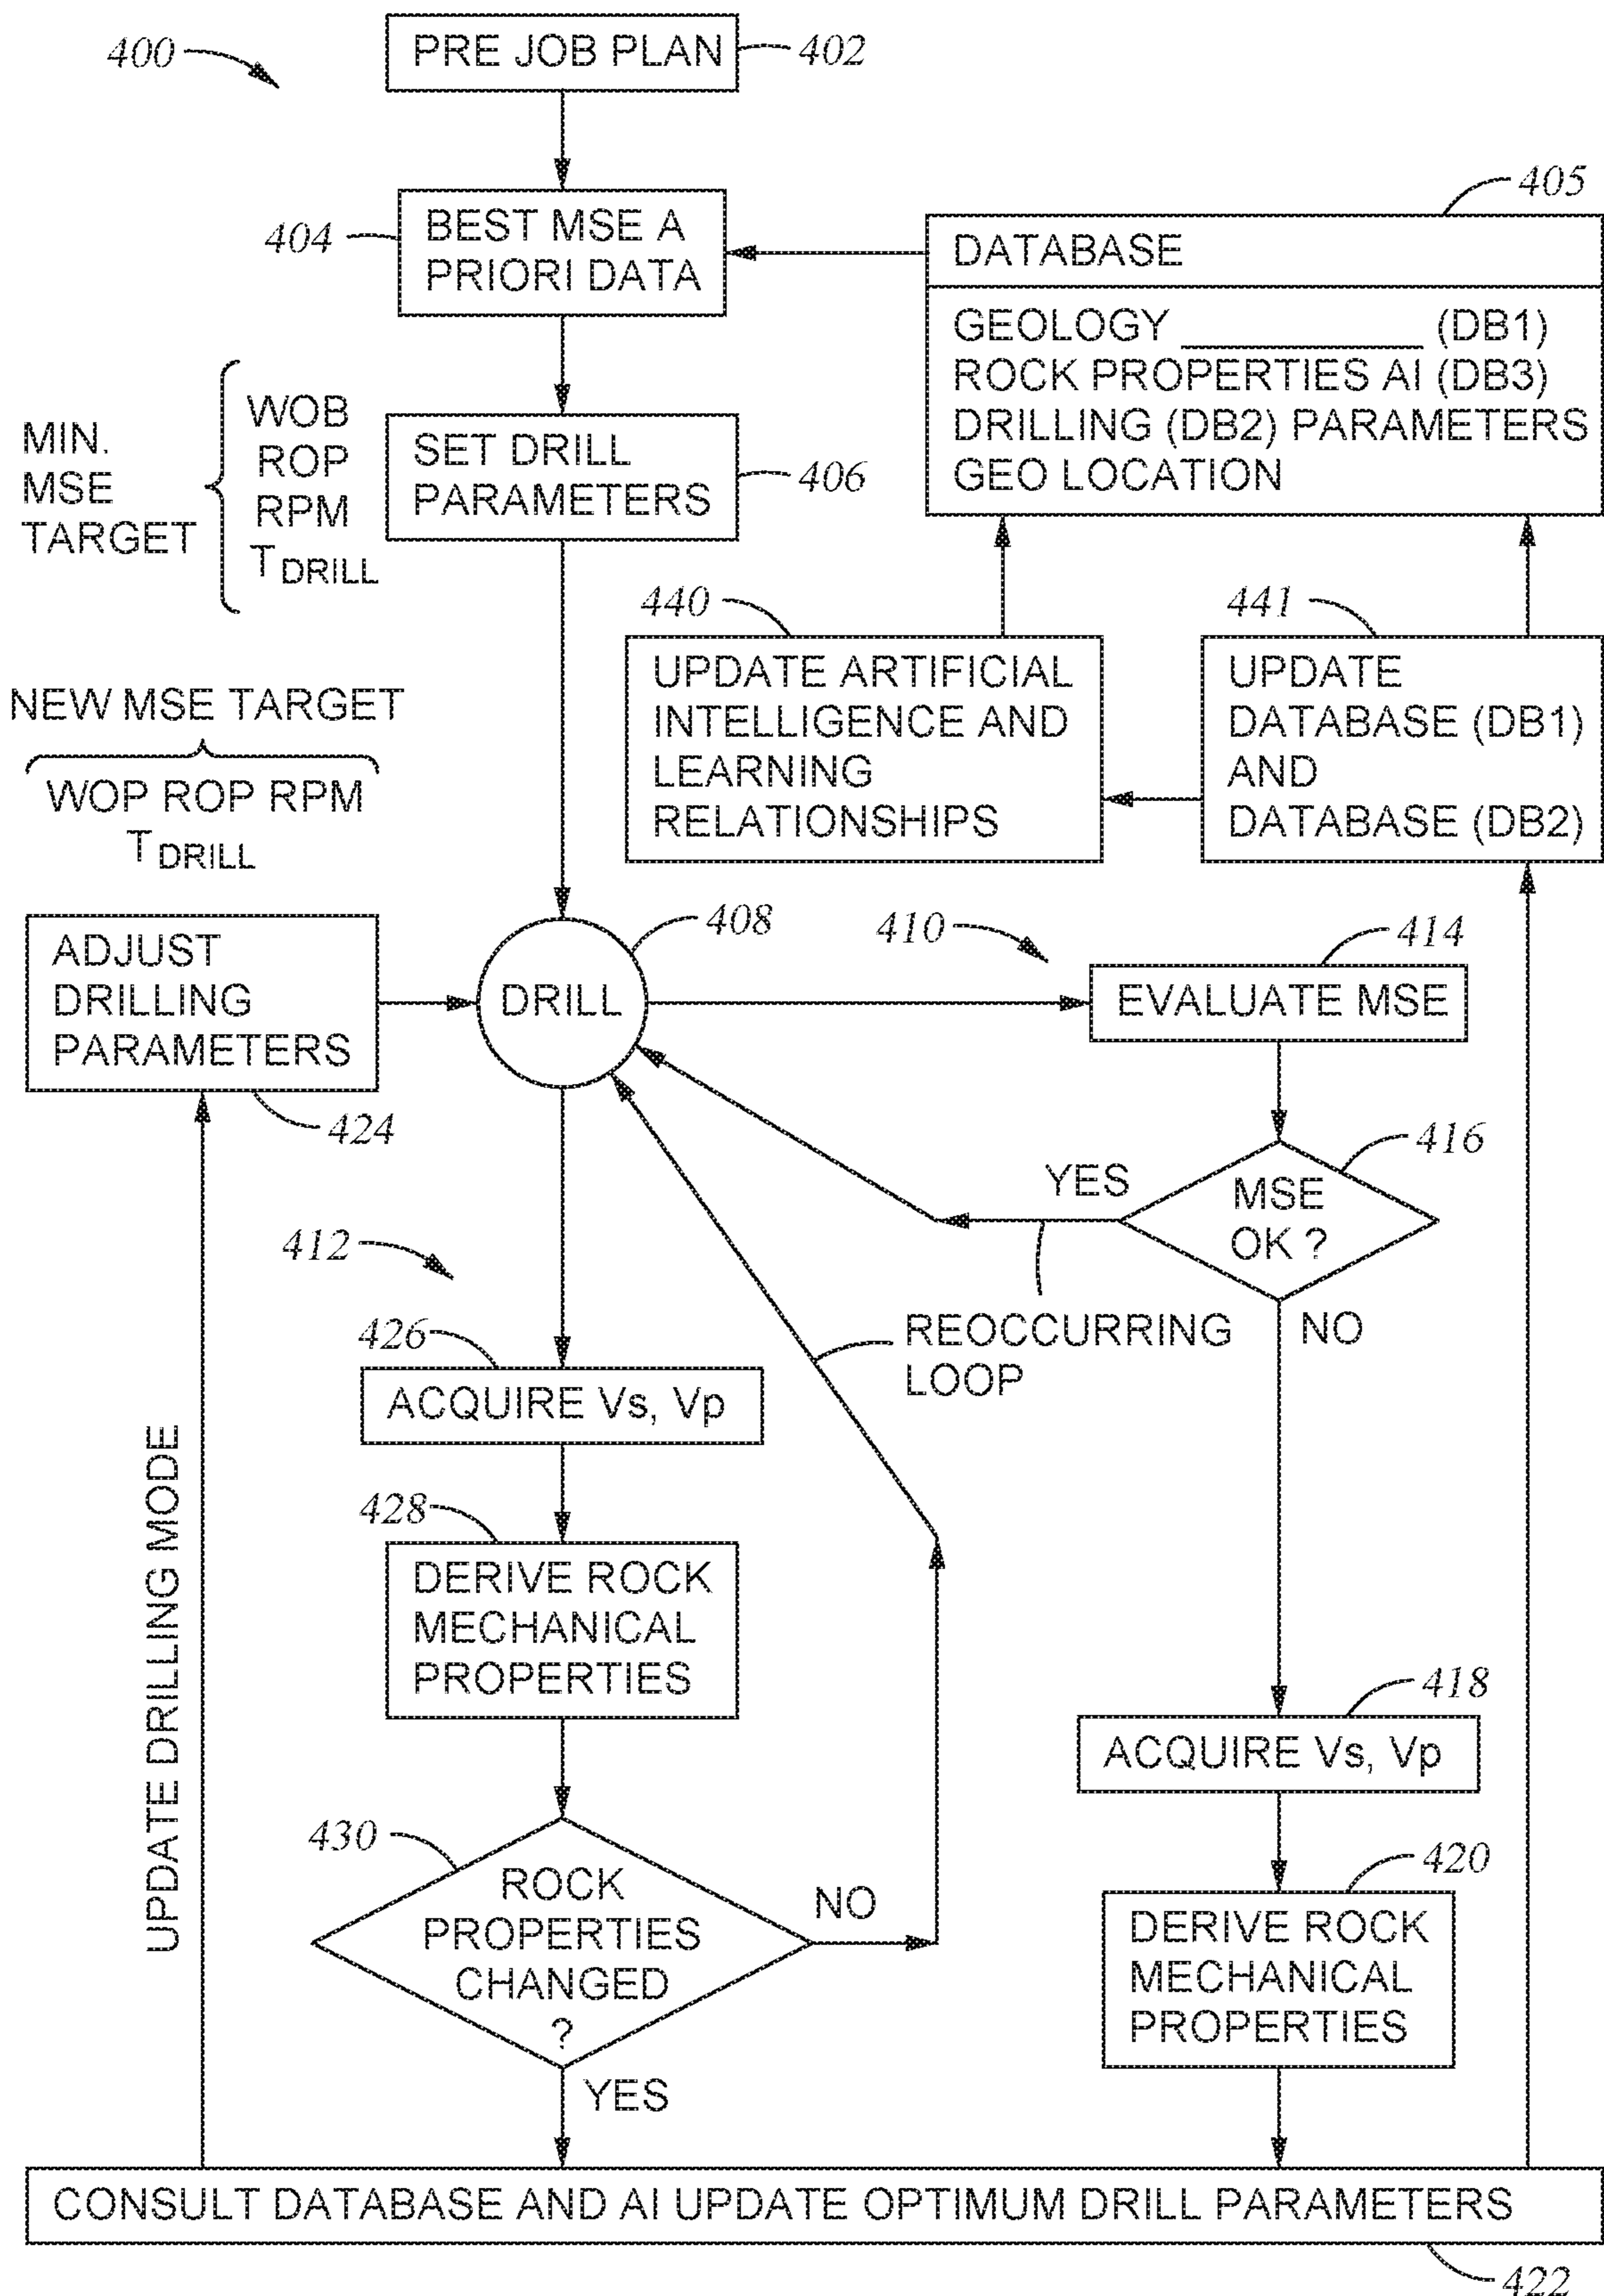 400
PRE JOB PLAN
402
404
BEST MSE A
PRIORI DATA
405
DATABASE
GEOLOGY ____________ (DB1)
ROCK PROPERTIES AI (DB3)
DRILLING (DB2) PARAMETERS
GEO LOCATION
MIN.
MSE
TARGET
WOB
ROP
RPM
T DRILL
SET DRILL
PARAMETERS
406
440
UPDATE ARTIFICIAL
INTELLIGENCE AND
LEARNING
RELATIONSHIPS
441
UPDATE
DATABASE (DB1)
AND
DATABASE (DB2)
NEW MSE TARGET
WOP ROP RPM
T DRILL
ADJUST
DRILLING
PARAMETERS
424
DRILL
408
410
414
EVALUATE MSE
416
MSE
OK ?
YES
NO
REOCCURRING
LOOP
412
426
ACQUIRE Vs, Vp
428
DERIVE ROCK
MECHANICAL
PROPERTIES
430
ROCK
PROPERTIES
CHANGED
?
NO
YES
418
ACQUIRE Vs, Vp
420
DERIVE ROCK
MECHANICAL
PROPERTIES
UPDATE DRILLING MODE
CONSULT DATABASE AND AI UPDATE OPTIMUM DRILL PARAMETERS
422